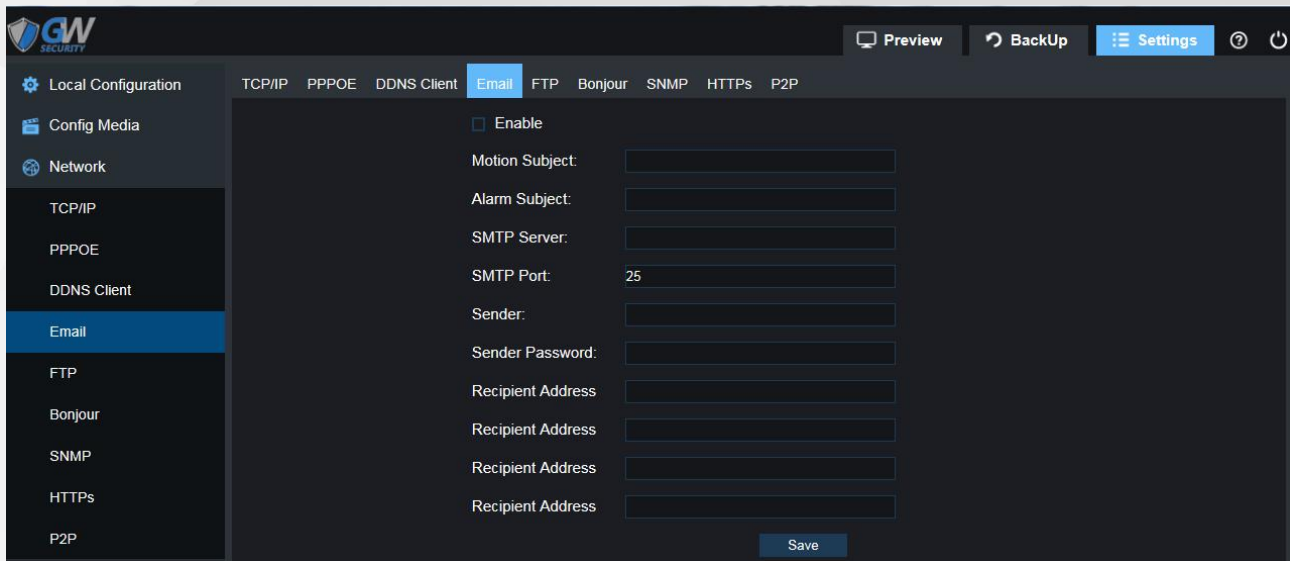 GW
SECURITY
Preview
BackUp
Settings
Local Configuration
Config Media
Network
TCP/IP
PPPOE
DDNS Client
Email
FTP
Bonjour
SNMP
HTTPs
P2P
TCP/IP PPPOE DDNS Client Email FTP Bonjour SNMP HTTPs P2P
Enable
Motion Subject:
Alarm Subject:
SMTP Server:
SMTP Port: 25
Sender:
Sender Password:
Recipient Address
Recipient Address
Recipient Address
Recipient Address
Save